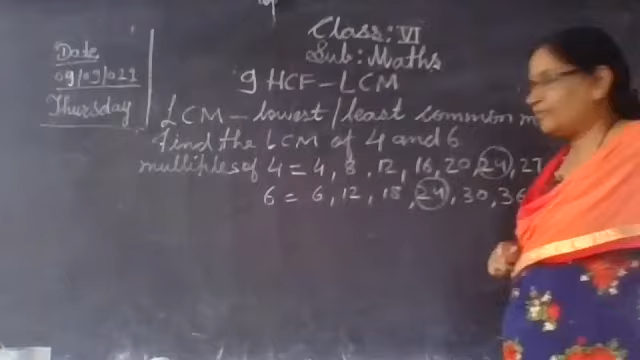 Class: VI
Sub: Maths
Date
09/09/021
Thursday
9 HCF - LCM
LCM - lowest/least common m
Find the LCM of 4 and 6
multiples of 4 = 4, 8, 12, 16, 20, 24, 27
6 = 6, 12, 18, 24, 30, 36